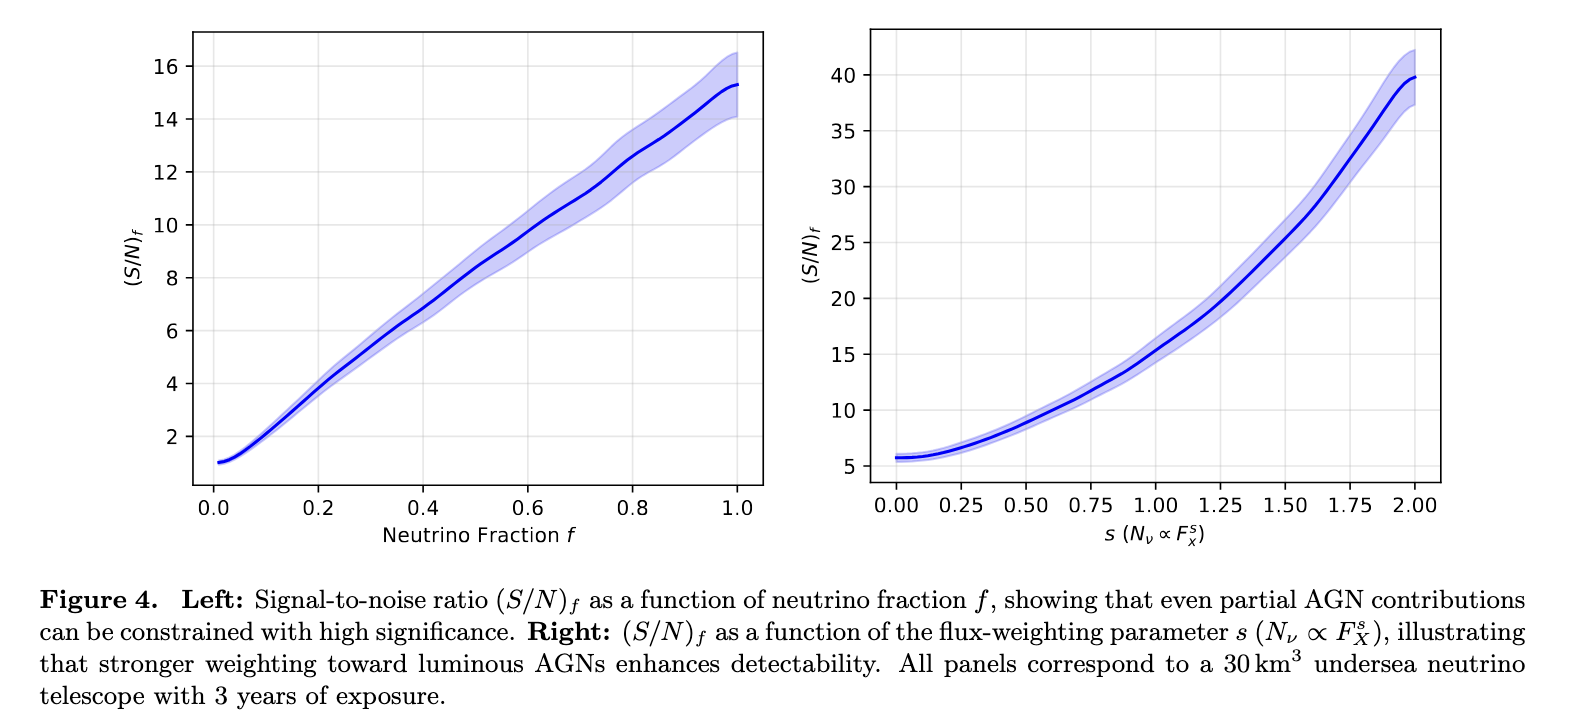 16
14
12
10
8
6
4
2
(S/N)f
0.0 0.2 0.4 0.6 0.8 1.0
Neutrino Fraction f
40
35
30
25
20
15
10
5
(S/N)f
0.00 0.25 0.50 0.75 1.00 1.25 1.50 1.75 2.00
s (Nν ∝ Fxˢ)
Figure 4. Left: Signal-to-noise ratio (S/N)f as a function of neutrino fraction f, showing that even partial AGN contributions
can be constrained with high significance. Right: (S/N)f as a function of the flux-weighting parameter s (Nν ∝ FXˢ), illustrating
that stronger weighting toward luminous AGNs enhances detectability. All panels correspond to a 30 km³ undersea neutrino
telescope with 3 years of exposure.